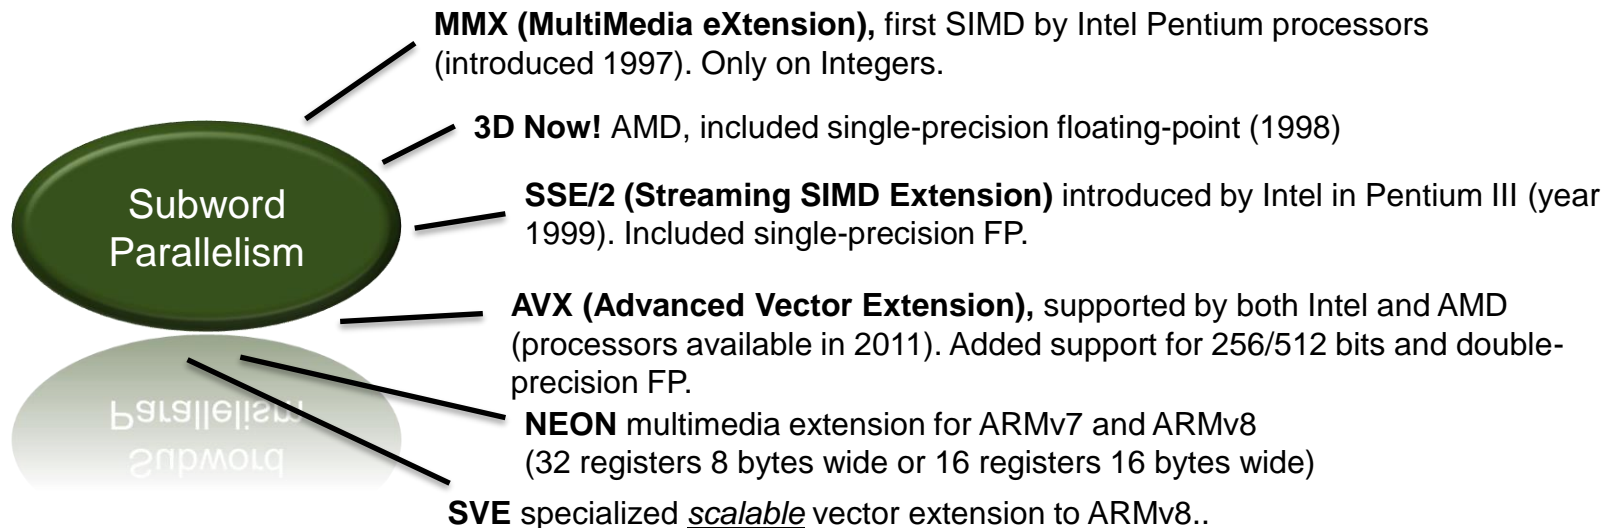 MMX (MultiMedia eXtension), first SIMD by Intel Pentium processors
(introduced 1997). Only on Integers.
3D Now! AMD, included single-precision floating-point (1998)
Subword
Parallelism
SSE/2 (Streaming SIMD Extension) introduced by Intel in Pentium III (year
1999). Included single-precision FP.
AVX (Advanced Vector Extension), supported by both Intel and AMD
(processors available in 2011). Added support for 256/512 bits and double-
precision FP.
NEON multimedia extension for ARMv7 and ARMv8
(32 registers 8 bytes wide or 16 registers 16 bytes wide)
SVE specialized scalable vector extension to ARMv8..